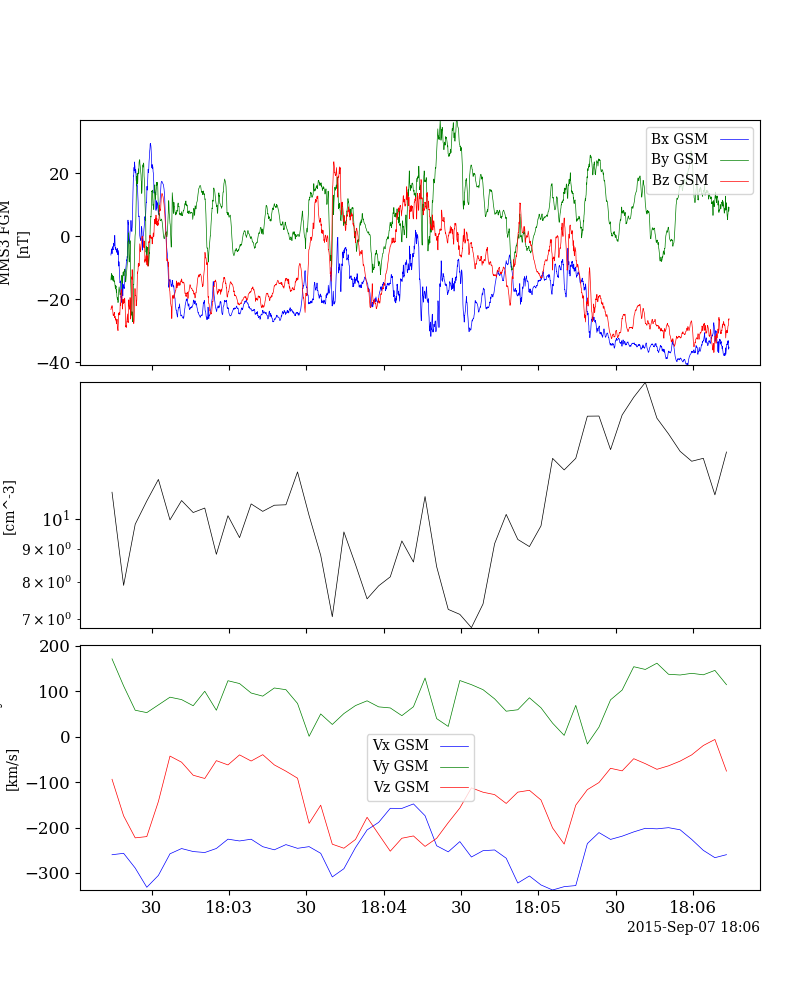 MMS3 FGM
[nT]
20
0
−20
−40
Bx GSM
By GSM
Bz GSM
[cm^-3]
10¹
9 × 10⁰
8 × 10⁰
7 × 10⁰
[km/s]
200
100
0
−100
−200
−300
Vx GSM
Vy GSM
Vz GSM
30 18:03 30 18:04 30 18:05 30 18:06
2015-Sep-07 18:06